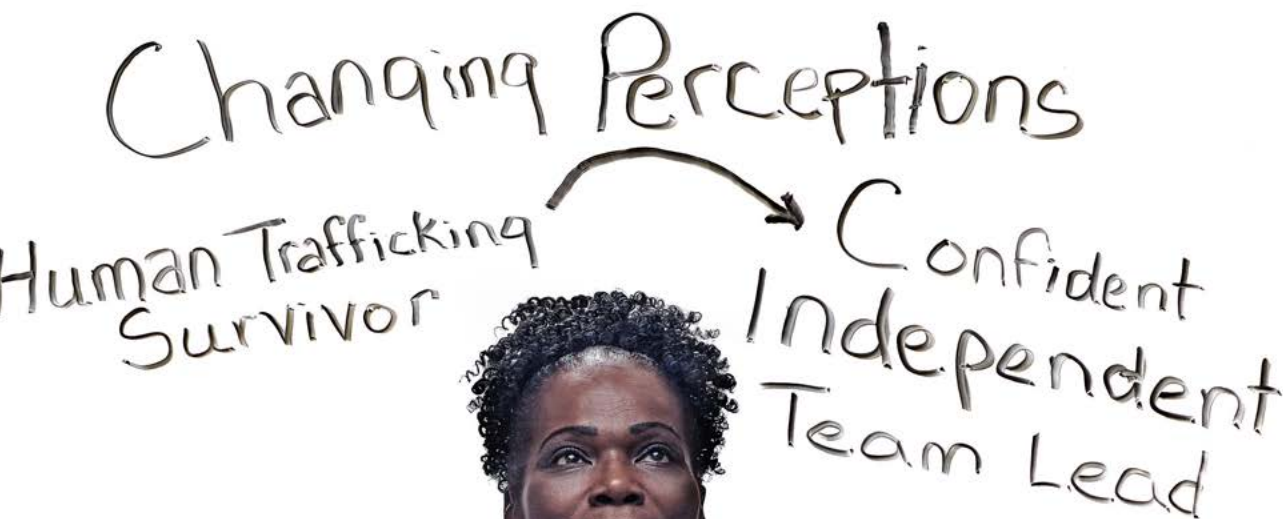 Changing Perceptions
Human Trafficking
Survivor
Confident
Independent
Team Lead